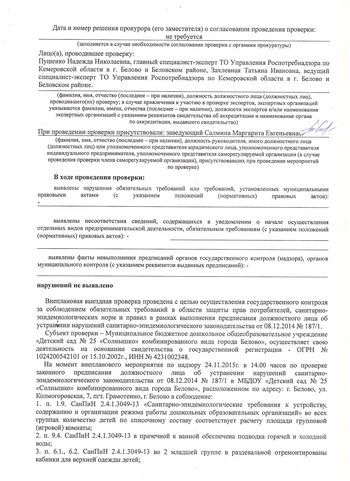 Дата и номер решения прокурора (его заместителя) о согласовании проведения проверки:
не требуется
(заполняется в случае необходимости согласования проверки с органами прокуратуры)
Лицо(а), проводившее проверку:
Пушенко Надежда Николаевна, главный специалист-эксперт ТО Управления Роспотребнадзора по
Кемеровской области в г. Белово и Беловском районе, Захлевная Татьяна Ивановна, ведущий
специалист-эксперт ТО Управления Роспотребнадзора по Кемеровской области в г. Белово и
Беловском районе.
(фамилия, имя, отчество (последнее – при наличии), должность должностного лица (должностных лиц),
проводившего(их) проверку; в случае привлечения к участию в проверке экспертов, экспертных организаций
указываются фамилии, имена, отчества (последнее – при наличии), должности экспертов и/или наименование
экспертной организации с указанием реквизитов свидетельства об аккредитации и наименование органа
по аккредитации, выдавшего свидетельство)
При проведении проверки присутствовали: заведующий Салмина Маргарита Евгеньевна
(фамилия, имя, отчество (последнее – при наличии), должность руководителя, иного должностного лица
(должностных лиц) или уполномоченного представителя юридического лица, уполномоченного представителя
индивидуального предпринимателя, уполномоченного представителя саморегулируемой организации (в случае
проведения проверки члена саморегулируемой организации), присутствовавших при проведении мероприятий
по проверке)
В ходе проведения проверки:
выявлены нарушения обязательных требований или требований, установленных муниципальными
правовыми актами (с указанием положений (нормативных) правовых актов):
-
выявлены несоответствия сведений, содержащихся в уведомлении о начале осуществления
отдельных видов предпринимательской деятельности, обязательным требованиям (с указанием положений
(нормативных) правовых актов): -
выявлены факты невыполнения предписаний органов государственного контроля (надзора), органов
муниципального контроля (с указанием реквизитов выданных предписаний): -
нарушений не выявлено
Внеплановая выездная проверка проведена с целью осуществления государственного контроля
за соблюдением обязательных требований в области защиты прав потребителей, санитарно-
эпидемиологических норм и правил в рамках выполнения предписания должностного лица об
устранении нарушений санитарно-эпидемиологического законодательства от 08.12.2014 № 187/1.
Субъект проверки – Муниципальное бюджетное дошкольное общеобразовательное учреждение
«Детский сад № 25 «Солнышко» комбинированного вида города Белово», осуществляет свою
деятельность на основании свидетельства о государственной регистрации - ОГРН №
1024200542101 от 15.10.2002г., ИНН № 4231002348.
На момент внепланового мероприятия по надзору 24.11.2015г. в 14.00 часов по проверке
законного предписания должностного лица об устранении нарушений санитарно-
эпидемиологического законодательства от 08.12.2014 № 187/1 в МБДОУ «Детский сад № 25
«Солнышко» комбинированного вида города Белово», расположенном по адресу: г. Белово, ул.
Колмогоровская, 7, пгт. Грамотеино, г. Белово в соблюдение:
1. п. 1.9. СанПиН 2.4.1.3049-13 «Санитарно-эпидемиологические требования к устройству,
содержанию и организации режима работы дошкольных образовательных организаций» во всех
группах количество детей по списочному составу соответствует расчету площади групповой
(игровой) комнаты;
2. п. 9.4. СанПиН 2.4.1.3049-13 в прачечной в ванной обеспечена подводка горячей и холодной
воды;
3. п. 6.1., 6.2. СанПиН 2.4.1.3049-13 во 2 младшей группе в раздевальной отремонтированы
кабинки для верхней одежды детей;